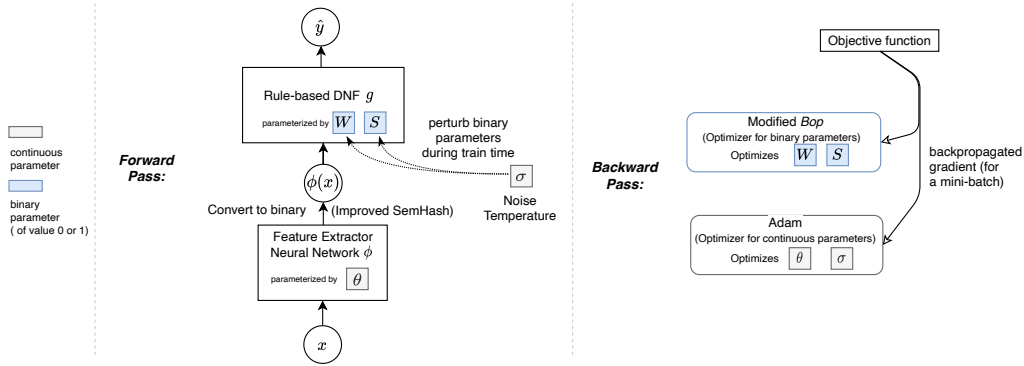 continuous
parameter
binary
parameter
( of value 0 or 1)
Forward
Pass:
ŷ
Rule-based DNF g
parameterized by W S
perturb binary
parameters
during train time
σ
Noise
Temperature
ϕ(x)
Convert to binary (Improved SemHash)
Feature Extractor
Neural Network ϕ
parameterized by θ
x
Backward
Pass:
Objective function
Modified Bop
(Optimizer for binary parameters)
Optimizes W S
backpropagated
gradient (for
a mini-batch)
Adam
(Optimizer for continuous parameters)
Optimizes θ σ